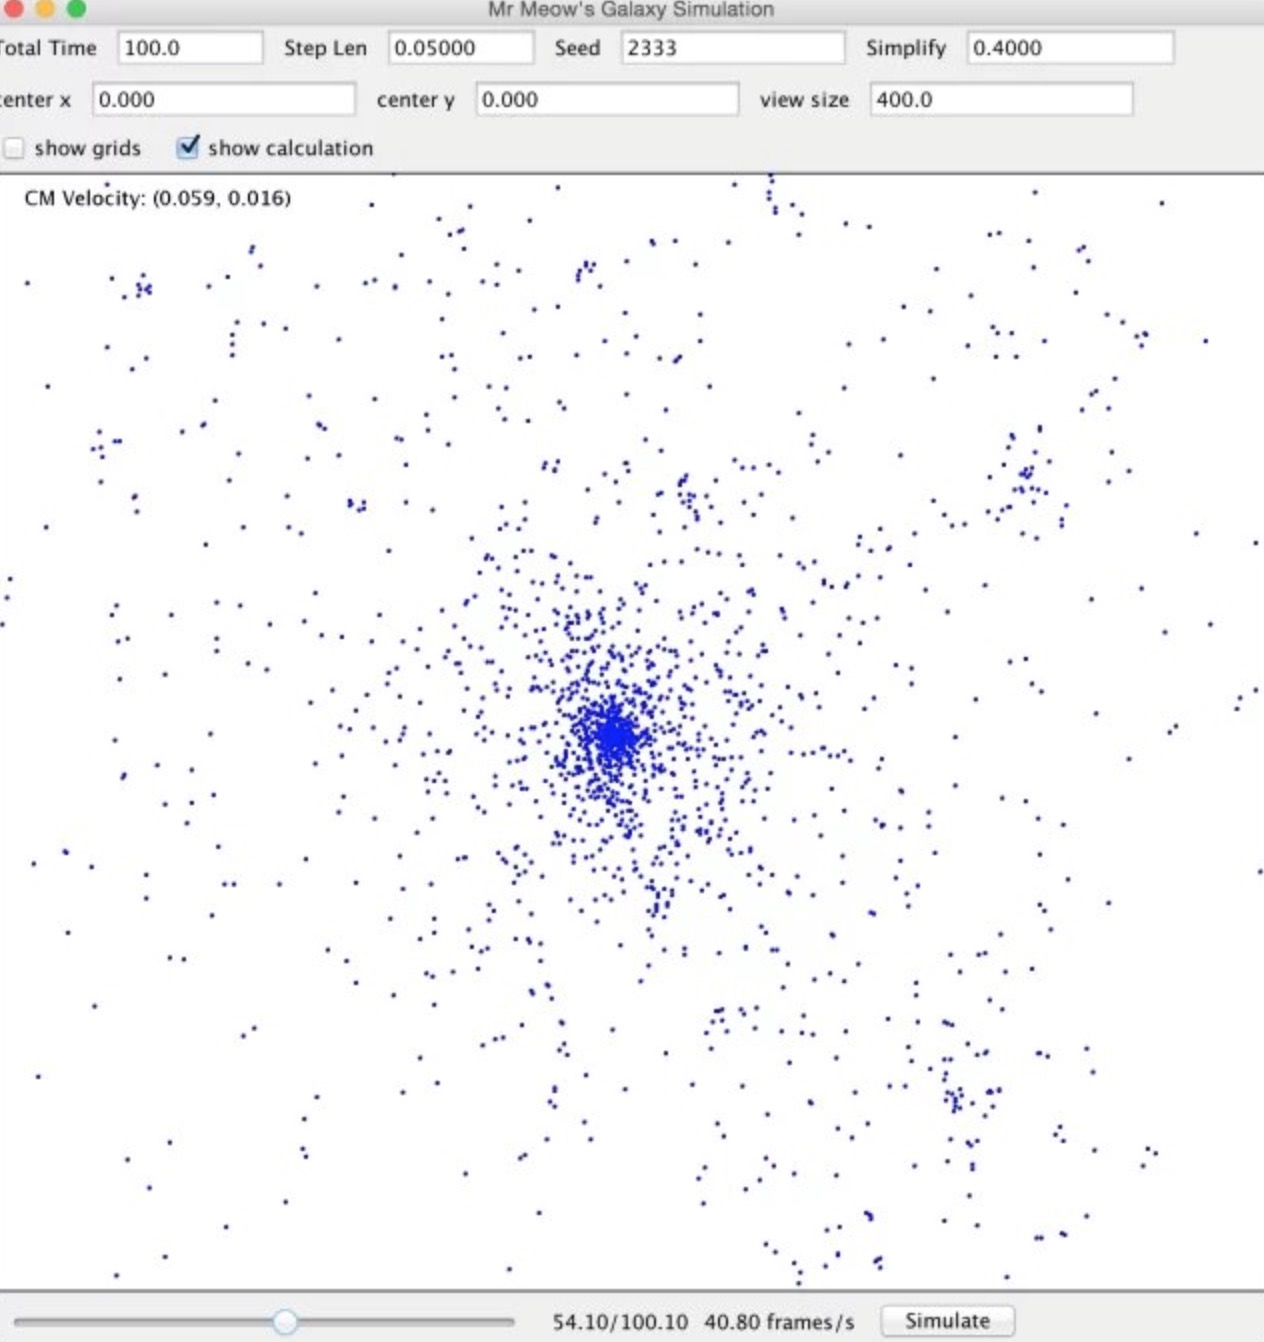 Mr Meow's Galaxy Simulation
Total Time 100.0 Step Len 0.05000 Seed 2333 Simplify 0.4000
center x 0.000 center y 0.000 view size 400.0
show grids show calculation
CM Velocity: (0.059, 0.016)
54.10/100.10 40.80 frames/s Simulate